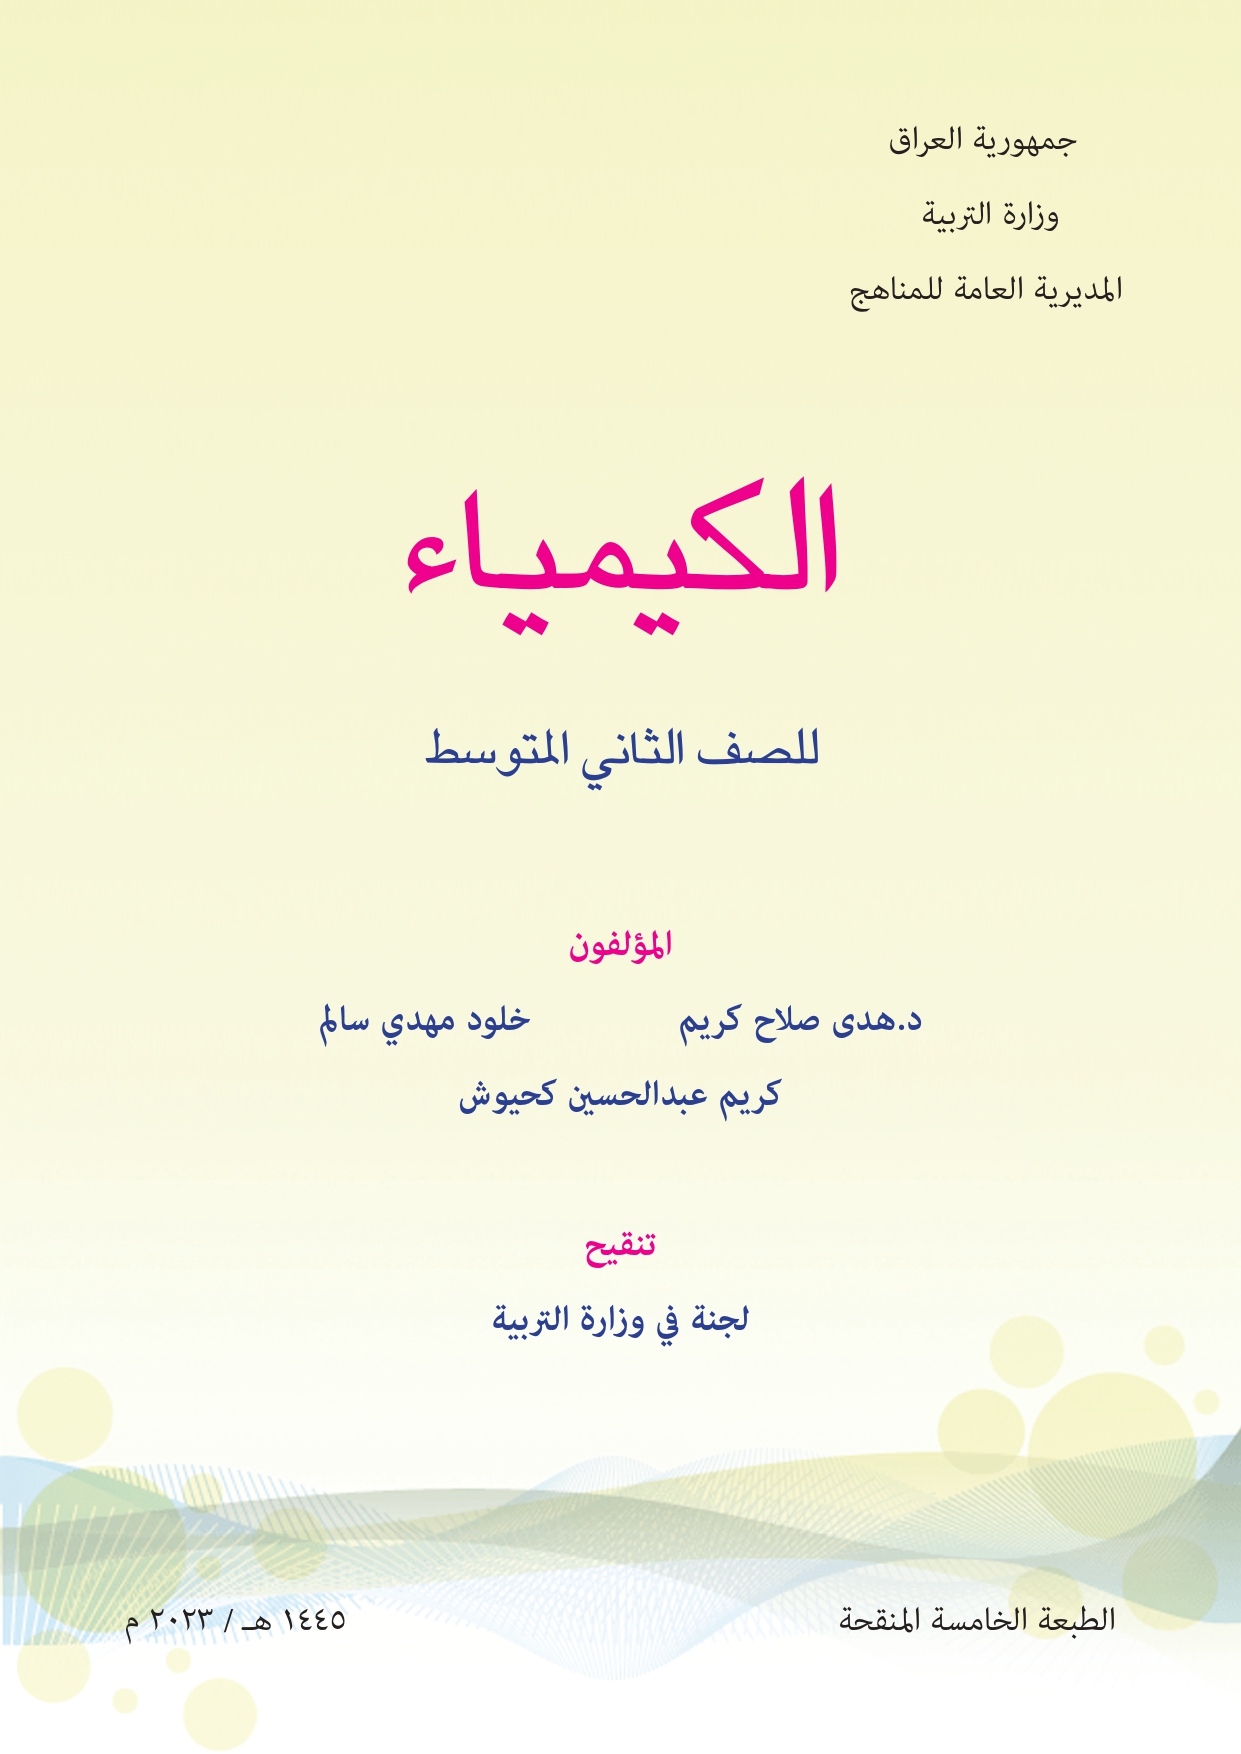 جمهورية العراق
وزارة التربية
المديرية العامة للمناهج
الكيمياء
للصف الثاني المتوسط
المؤلفون
د.هدى صلاح كريم خلود مهدي سالم
كريم عبدالحسين كحيوش
تنقيح
لجنة في وزارة التربية
الطبعة الخامسة المنقحة ١٤٤٥ هـ / ٢٠٢٣ م